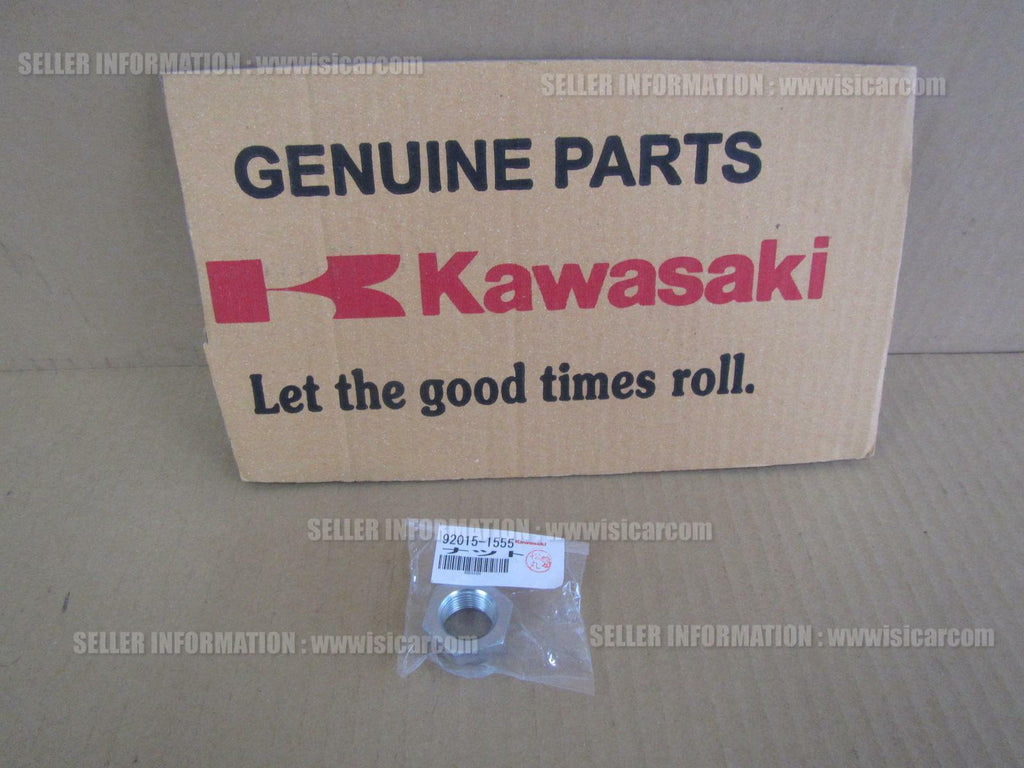 SELLER INFORMATION : wwwisicarcom
SELLER INFORMATION : wwwisicarcom
GENUINE PARTS
Kawasaki
Let the good times roll.
SELLER INFORMATION : wwwisicarcom
92015-1555 Kawasaki
ナット
SELLER INFORMATION : wwwisicarcom
SELLER INFORMATION : wwwisicarcom